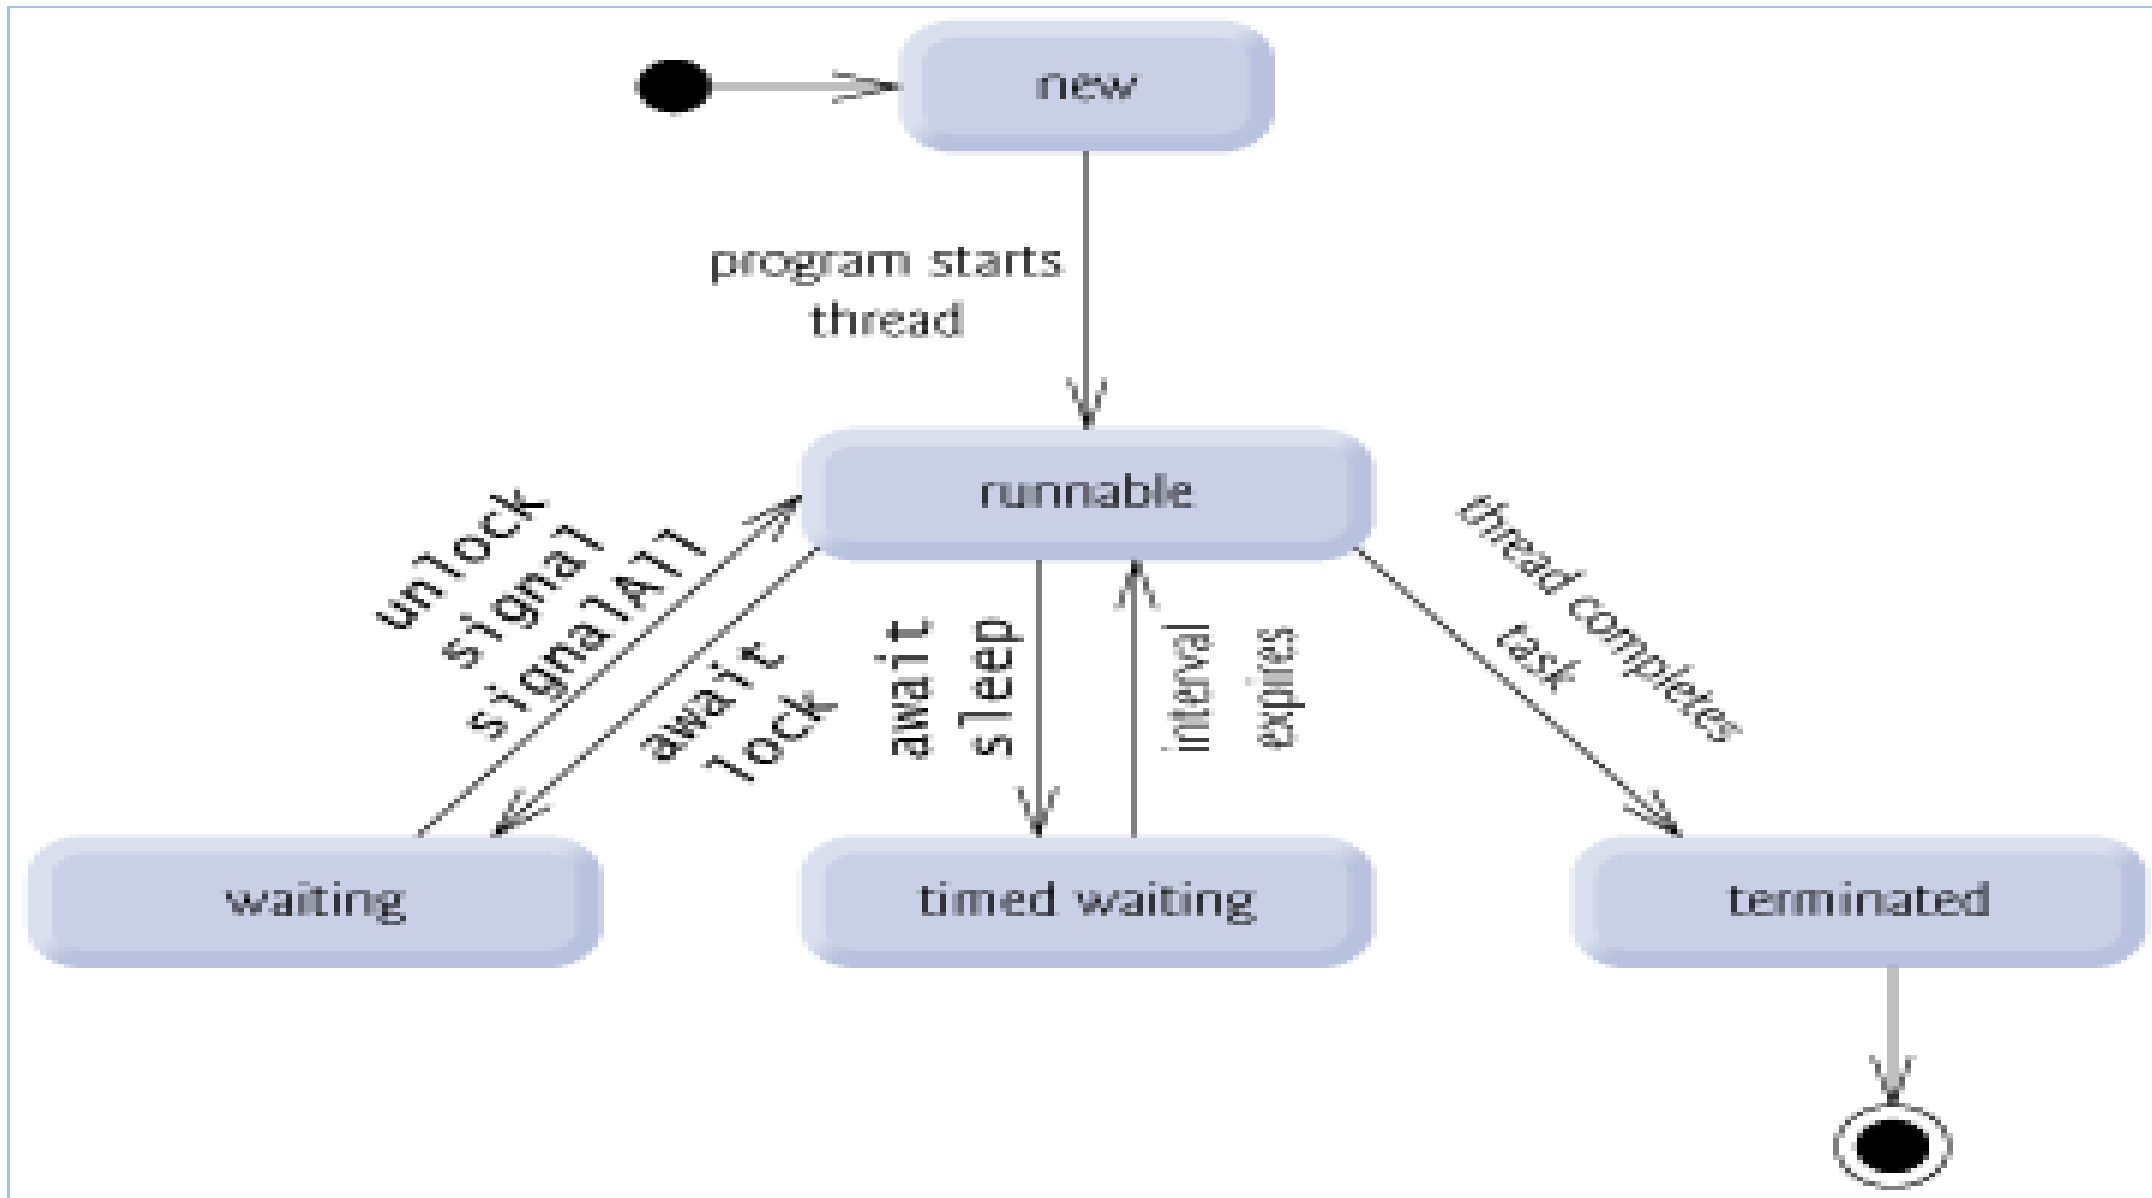 new
program starts
thread
runnable
unlock
signal
signalAll
await
lock
await
sleep
interval
expires
thread completes
task
waiting
timed waiting
terminated